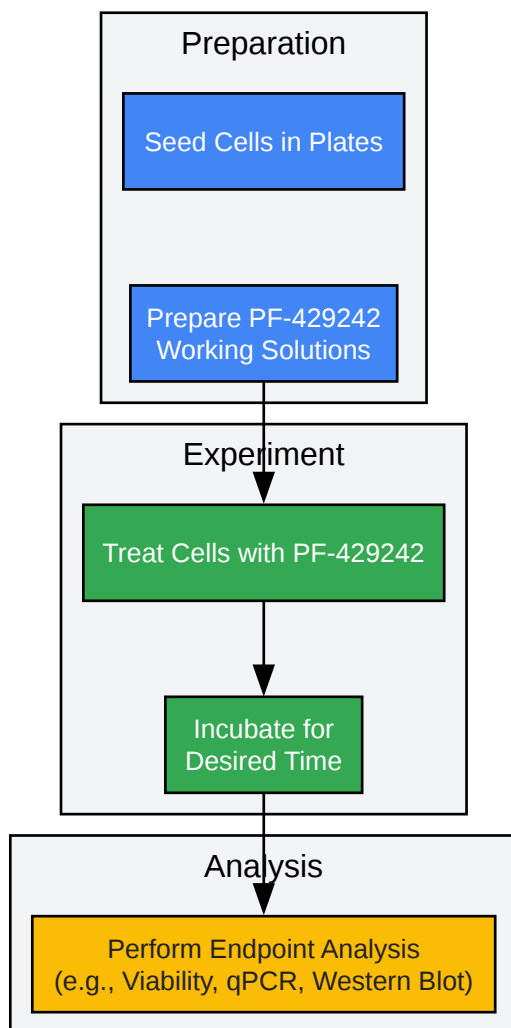 Preparation
Seed Cells in Plates
Prepare PF-429242
Working Solutions
Experiment
Treat Cells with PF-429242
Incubate for
Desired Time
Analysis
Perform Endpoint Analysis
(e.g., Viability, qPCR, Western Blot)